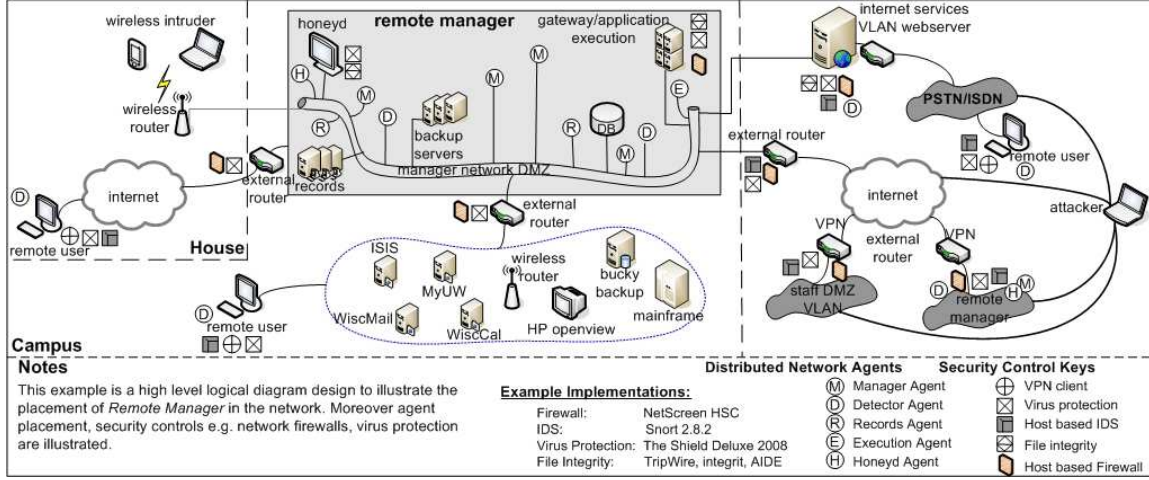 wireless intruder
wireless
router
remote manager
honeyd
gateway/application
execution
internet services
VLAN webserver
PSTN/ISDN
H
M
R
D
M
M
R
M
D
E
DB
backup
servers
records
manager network DMZ
external
router
internet
D
remote user
House
external router
D
remote user
D
internet
attacker
VPN
VPN
external
router
staff DMZ
VLAN
D
H
M
remote
manager
external
router
ISIS
MyUW
wireless
router
bucky
backup
WiscMail
WiscCal
HP openview
mainframe
D
remote user
Campus
Notes
This example is a high level logical diagram design to illustrate the
placement of Remote Manager in the network. Moreover agent
placement, security controls e.g. network firewalls, virus protection
are illustrated.
Example Implementations:
Firewall: NetScreen HSC
IDS: Snort 2.8.2
Virus Protection: The Shield Deluxe 2008
File Integrity: TripWire, integrit, AIDE
Distributed Network Agents
M Manager Agent
D Detector Agent
R Records Agent
E Execution Agent
H Honeyd Agent
Security Control Keys
VPN client
Virus protection
Host based IDS
File integrity
Host based Firewall